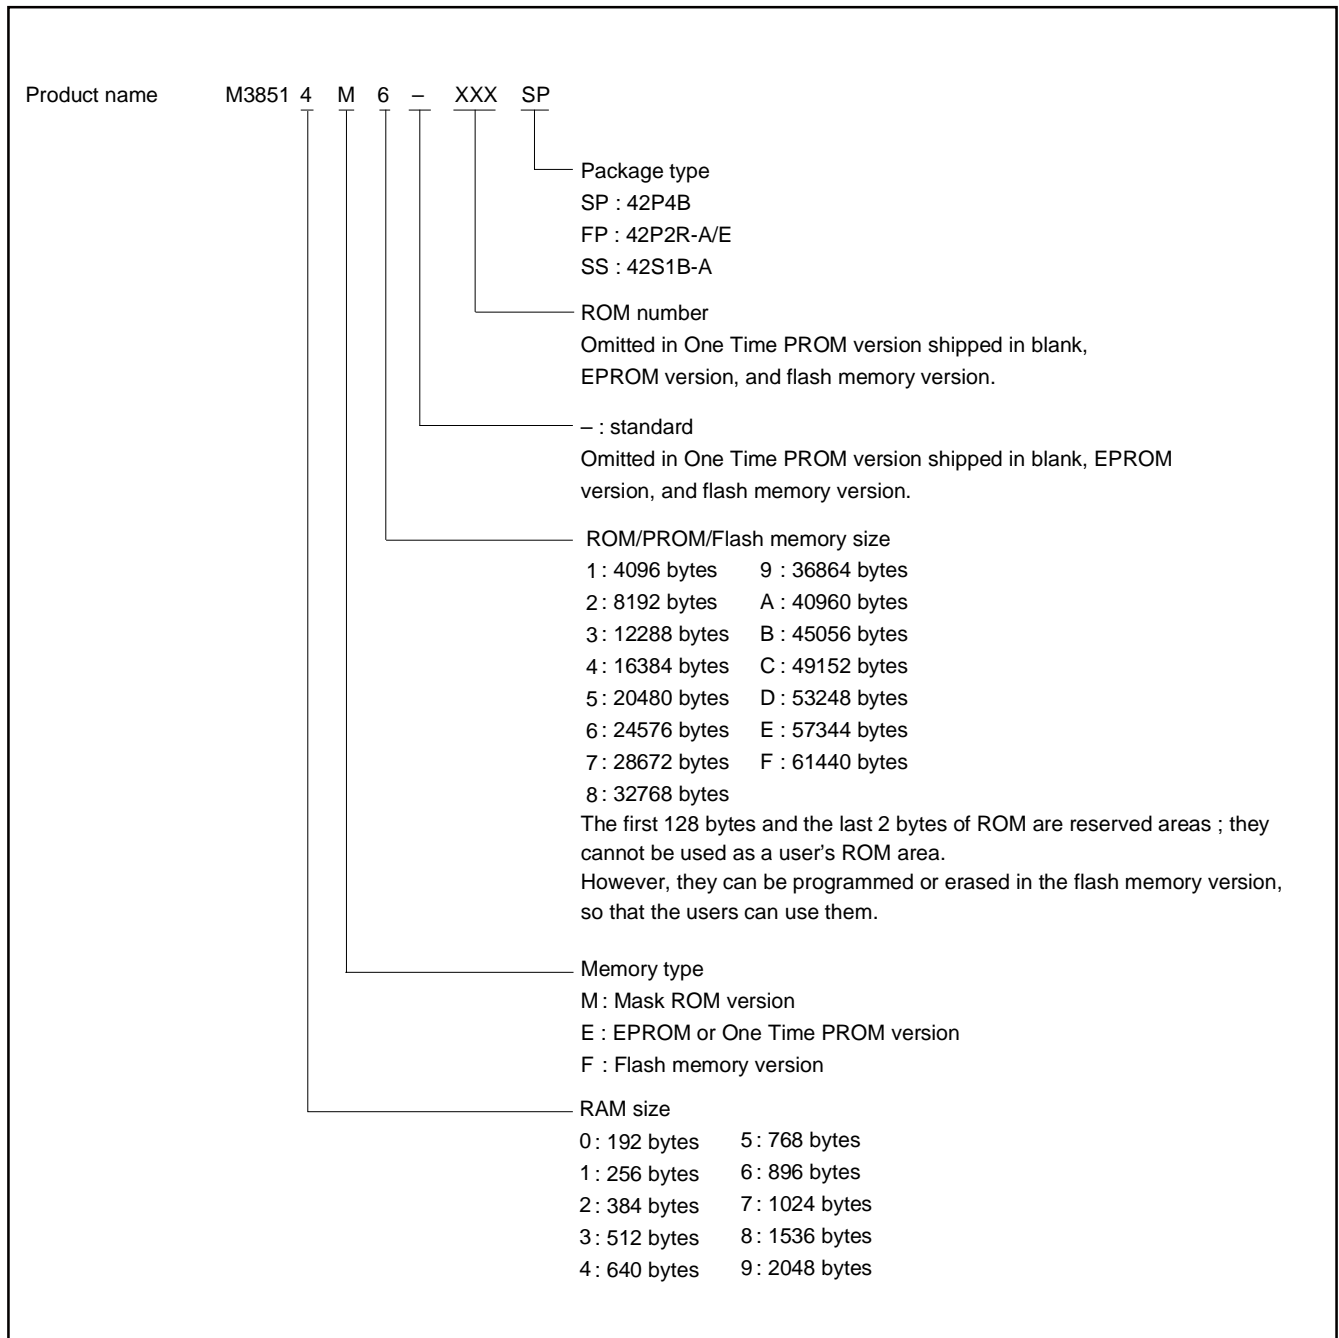 Product name M3851 4 M 6 – XXX SP
Package type
SP : 42P4B
FP : 42P2R-A/E
SS : 42S1B-A
ROM number
Omitted in One Time PROM version shipped in blank,
EPROM version, and flash memory version.
– : standard
Omitted in One Time PROM version shipped in blank, EPROM
version, and flash memory version.
ROM/PROM/Flash memory size
1 : 4096 bytes 9 : 36864 bytes
2 : 8192 bytes A : 40960 bytes
3 : 12288 bytes B : 45056 bytes
4 : 16384 bytes C : 49152 bytes
5 : 20480 bytes D : 53248 bytes
6 : 24576 bytes E : 57344 bytes
7 : 28672 bytes F : 61440 bytes
8 : 32768 bytes
The first 128 bytes and the last 2 bytes of ROM are reserved areas ; they
cannot be used as a user’s ROM area.
However, they can be programmed or erased in the flash memory version,
so that the users can use them.
Memory type
M : Mask ROM version
E : EPROM or One Time PROM version
F : Flash memory version
RAM size
0 : 192 bytes 5 : 768 bytes
1 : 256 bytes 6 : 896 bytes
2 : 384 bytes 7 : 1024 bytes
3 : 512 bytes 8 : 1536 bytes
4 : 640 bytes 9 : 2048 bytes